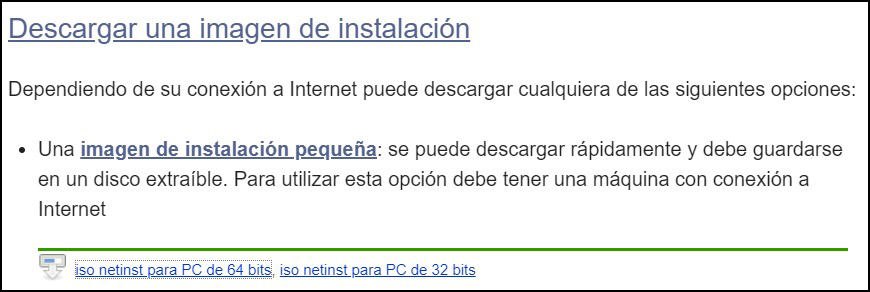 Descargar una imagen de instalación
Dependiendo de su conexión a Internet puede descargar cualquiera de las siguientes opciones:
• Una imagen de instalación pequeña: se puede descargar rápidamente y debe guardarse
en un disco extraíble. Para utilizar esta opción debe tener una máquina con conexión a
Internet
iso netinst para PC de 64 bits, iso netinst para PC de 32 bits